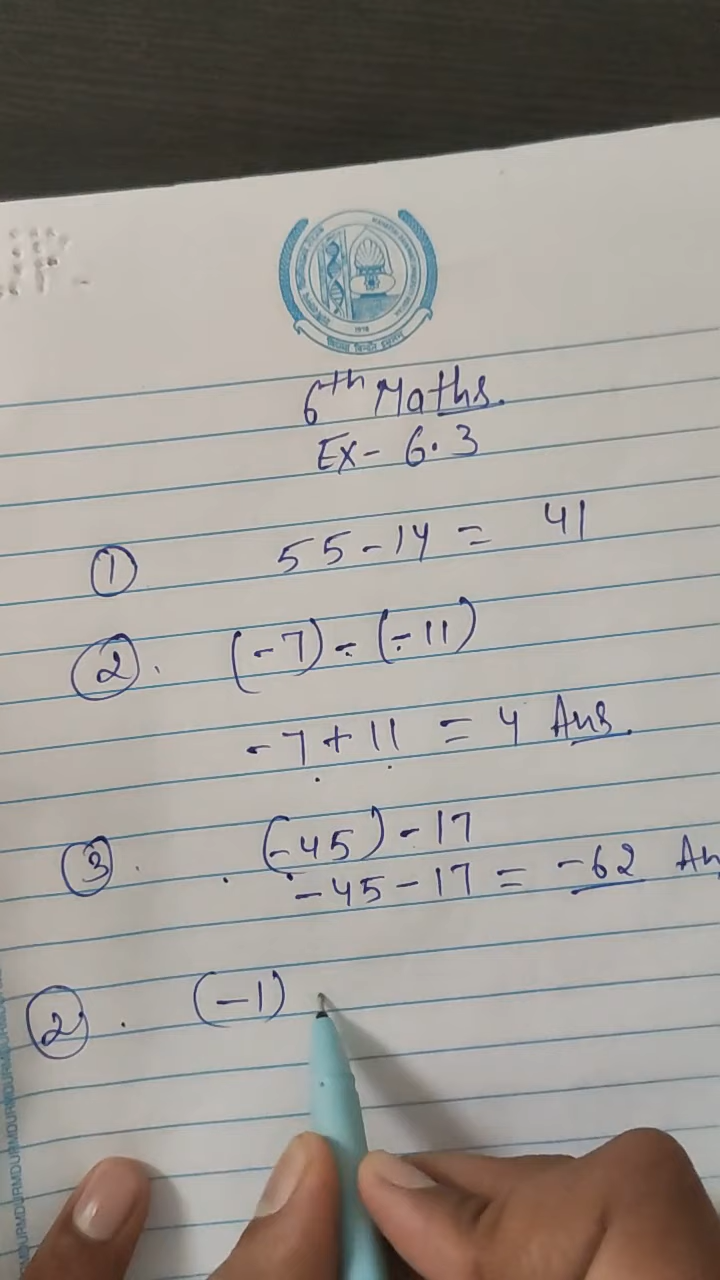 6th Maths.
Ex- 6.3
① 55-14 = 41
②. (-7) - (-11)
-7+11 = 4 Ans.
③. (-45) - 17
-45-17 = -62 An
②. (-1)